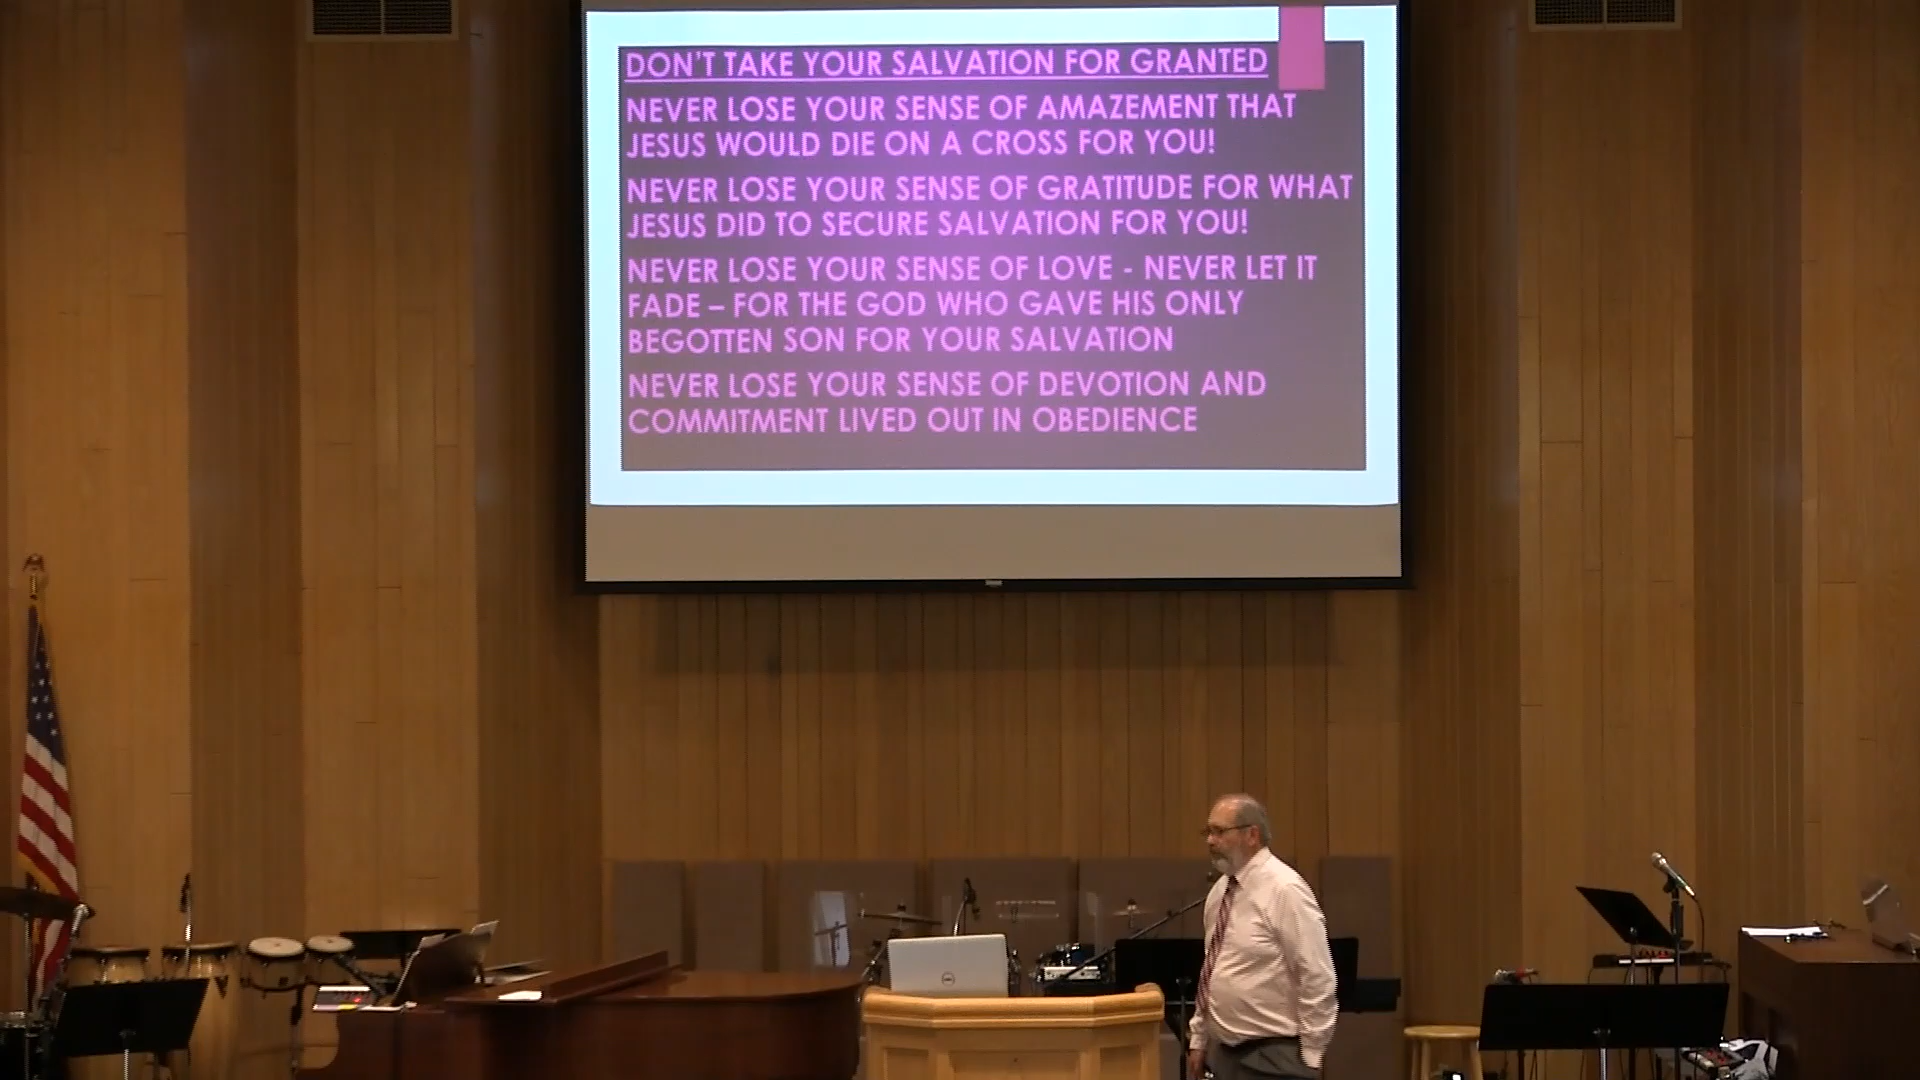 DON'T TAKE YOUR SALVATION FOR GRANTED
NEVER LOSE YOUR SENSE OF AMAZEMENT THAT
JESUS WOULD DIE ON A CROSS FOR YOU!
NEVER LOSE YOUR SENSE OF GRATITUDE FOR WHAT
JESUS DID TO SECURE SALVATION FOR YOU!
NEVER LOSE YOUR SENSE OF LOVE - NEVER LET IT
FADE – FOR THE GOD WHO GAVE HIS ONLY
BEGOTTEN SON FOR YOUR SALVATION
NEVER LOSE YOUR SENSE OF DEVOTION AND
COMMITMENT LIVED OUT IN OBEDIENCE
DELL